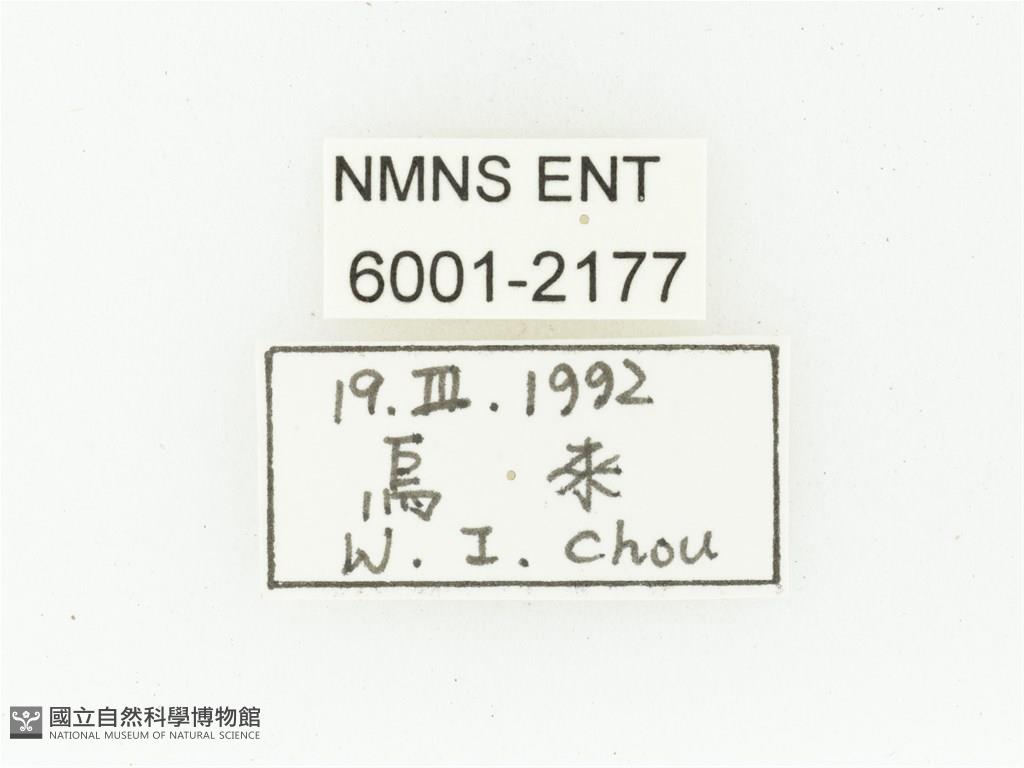 NMNS ENT
6001-2177
19.III.1992
烏來
W. I. Chou
國立自然科學博物館
NATIONAL MUSEUM OF NATURAL SCIENCE